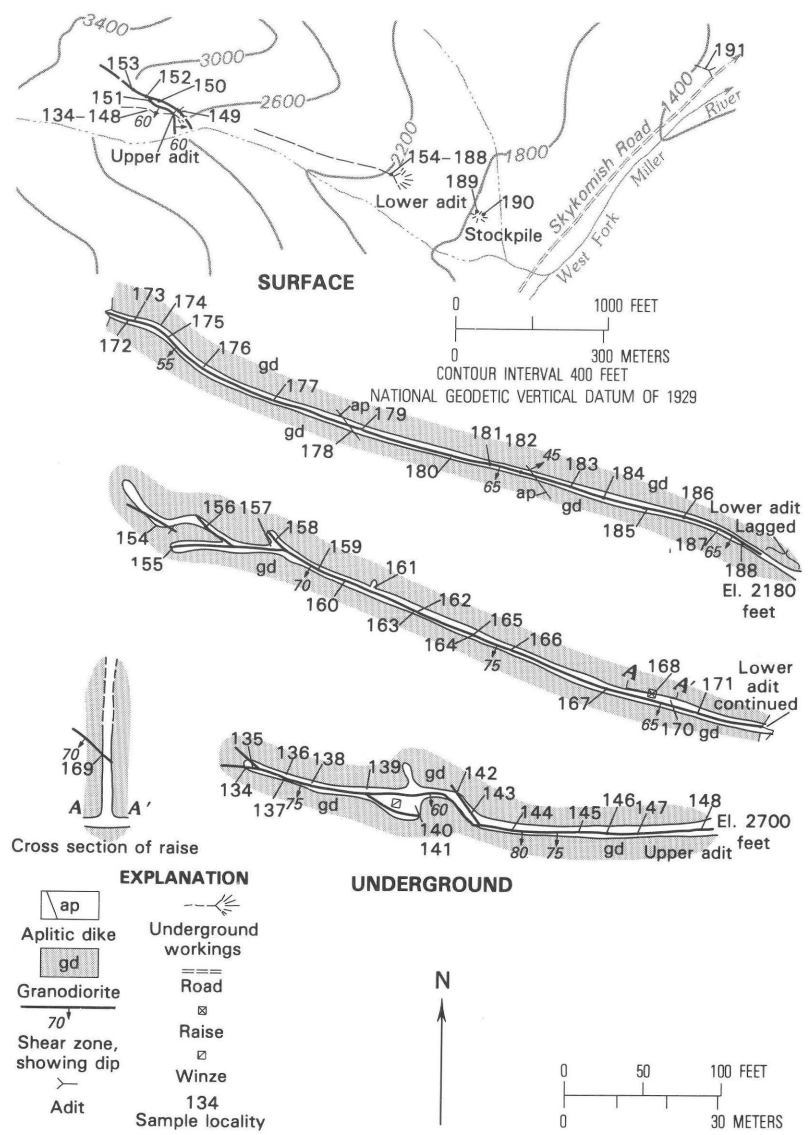 3400
3000
2600
2200
1800
1400
153
152
150
151
134–148
149
60
60
Upper adit
154–188
Lower adit
189
190
Stockpile
191
Skykomish Road
West Fork Miller River
SURFACE
0 1000 FEET
0 300 METERS
CONTOUR INTERVAL 400 FEET
NATIONAL GEODETIC VERTICAL DATUM OF 1929
173
174
175
172
55
176
gd
177
ap
179
gd
178
180
181
182
45
65
ap
183
gd
184
gd
185
186
187
65
188
Lower adit
Lagged
El. 2180
feet
154
155
156
157
158
gd
159
70
160
161
162
163
165
164
166
75
167
A
168
A′
171
170
65
gd
Lower
adit
continued
70
169
A A′
Cross section of raise
135
136
138
139
134
137
75
gd
gd
142
143
60
140
141
144
145
146
147
148
80
75
gd
El. 2700
feet
Upper adit
UNDERGROUND
EXPLANATION
ap
Aplitic dike
gd
Granodiorite
70
Shear zone,
showing dip
Adit
Underground
workings
Road
Raise
Winze
134
Sample locality
N
0 50 100 FEET
0 30 METERS